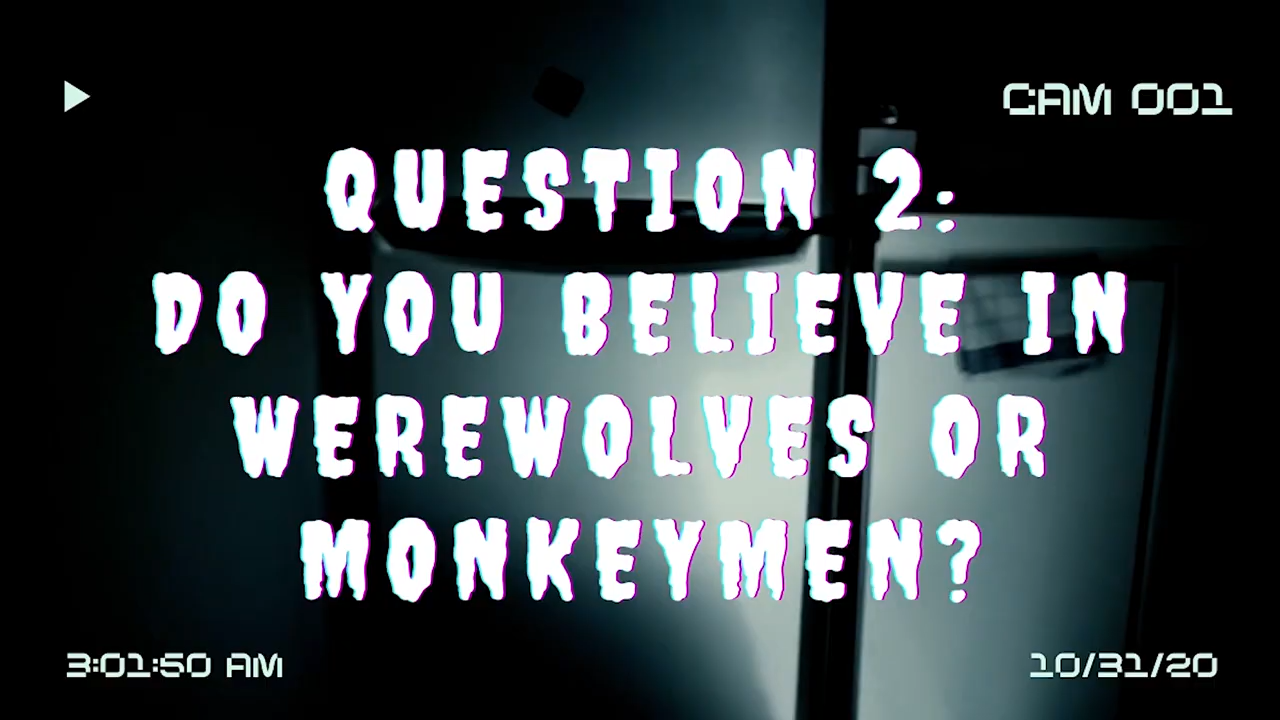 CAM 001
QUESTION 2:
DO YOU BELIEVE IN
WEREWOLVES OR
MONKEYMEN?
3:01:50 AM
10/31/20